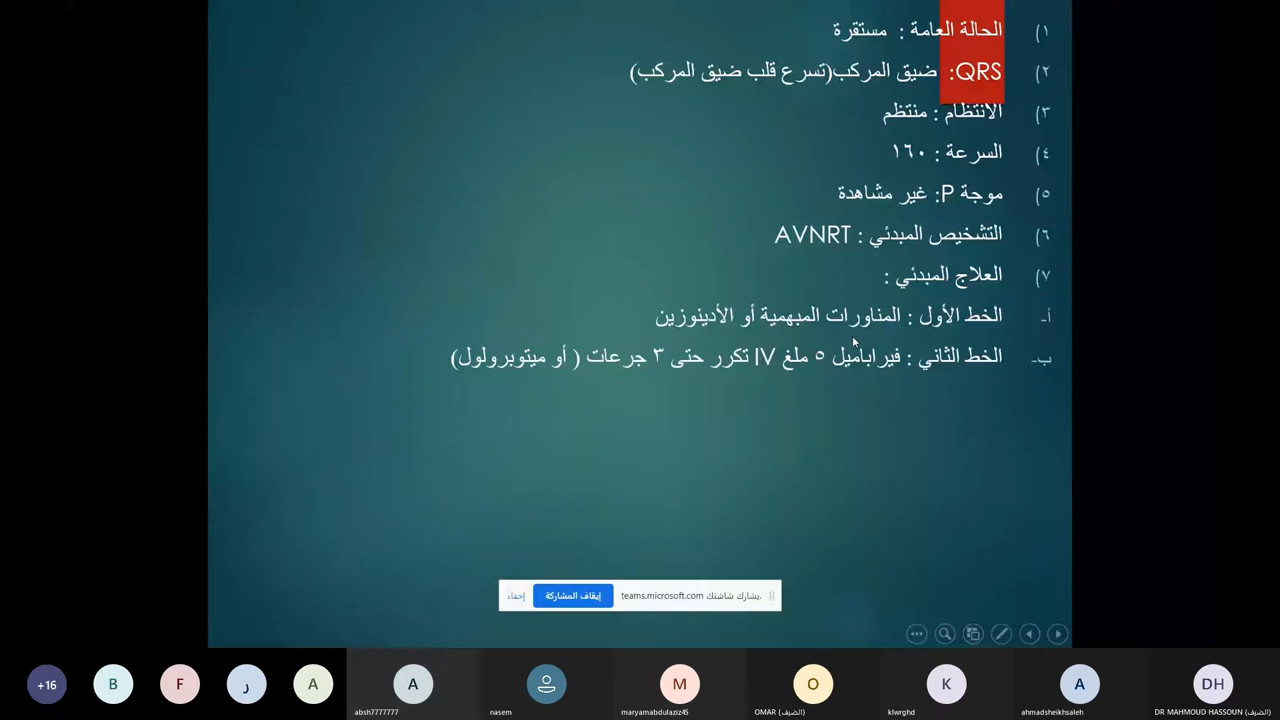 ١) الحالة العامة : مستقرة
٢) QRS: ضيق المركب(تسرع قلب ضيق المركب)
٣) الانتظام : منتظم
٤) السرعة : ١٦٠
٥) موجة P: غير مشاهدة
٦) التشخيص المبدئي : AVNRT
٧) العلاج المبدئي :
أ- الخط الأول : المناورات المبهمية أو الأدينوزين
ب- الخط الثاني : فيراباميل ٥ ملغ IV تكرر حتى ٣ جرعات ( أو ميتوبرولول)
يشارك شاشتك teams.microsoft.com. إيقاف المشاركة إخفاء
+16 B F ر A A M O K A DH
absh7777777 nasem maryamabdulaziz45 OMAR (الضيف) klwrghd ahmadsheikhsaleh DR MAHMOUD HASSOUN (الضيف)